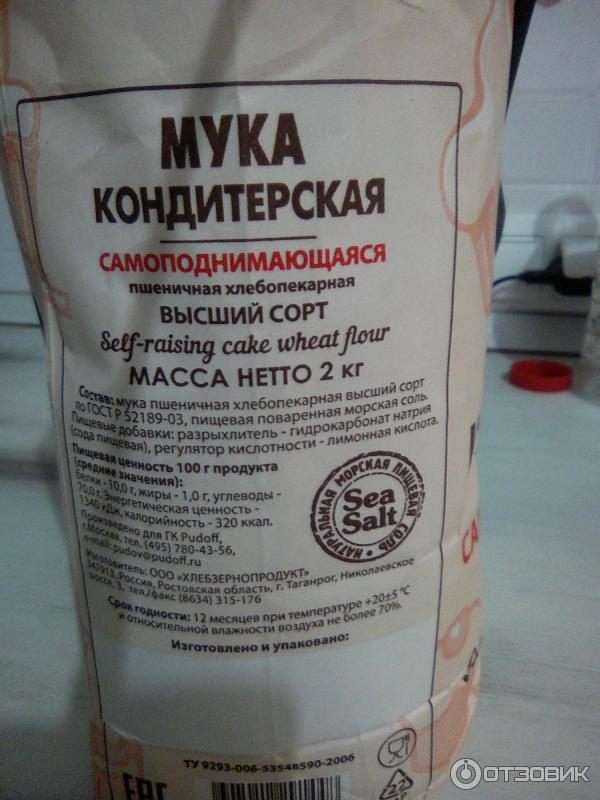 МУКА
КОНДИТЕРСКАЯ
САМОПОДНИМАЮЩАЯСЯ
пшеничная хлебопекарная
ВЫСШИЙ СОРТ
Self-raising cake wheat flour
МАССА НЕТТО 2 КГ
Состав: мука пшеничная хлебопекарная высший сорт
по ГОСТ Р 52189-03, пищевая поваренная морская соль.
Пищевые добавки: разрыхлитель - гидрокарбонат натрия
(сода пищевая), регулятор кислотности - лимонная кислота.
Пищевая ценность 100 г продукта
(средние значения):
белки - 10,0 г, жиры - 1,0 г, углеводы -
70,0 г. Энергетическая ценность -
1340 кДж, калорийность - 320 ккал.
Произведено для ГК Pudoff,
г.Москва, тел. (495) 780-43-56,
e-mail: pudov@pudoff.ru
Изготовитель: ООО «ХЛЕБЗЕРНОПРОДУКТ»
347913, Россия, Ростовская область, г. Таганрог, Николаевское
шоссе, 3, тел./факс (8634) 315-176
Срок годности: 12 месяцев при температуре +20±5 °С
и относительной влажности воздуха не более 70%.
Изготовлено и упаковано:
НАТУРАЛЬНАЯ МОРСКАЯ ПИЩЕВАЯ СОЛЬ
Sea
Salt
ТУ 9293-006-53548590-2006
ЕАС
22
СА
ОТЗОВИК